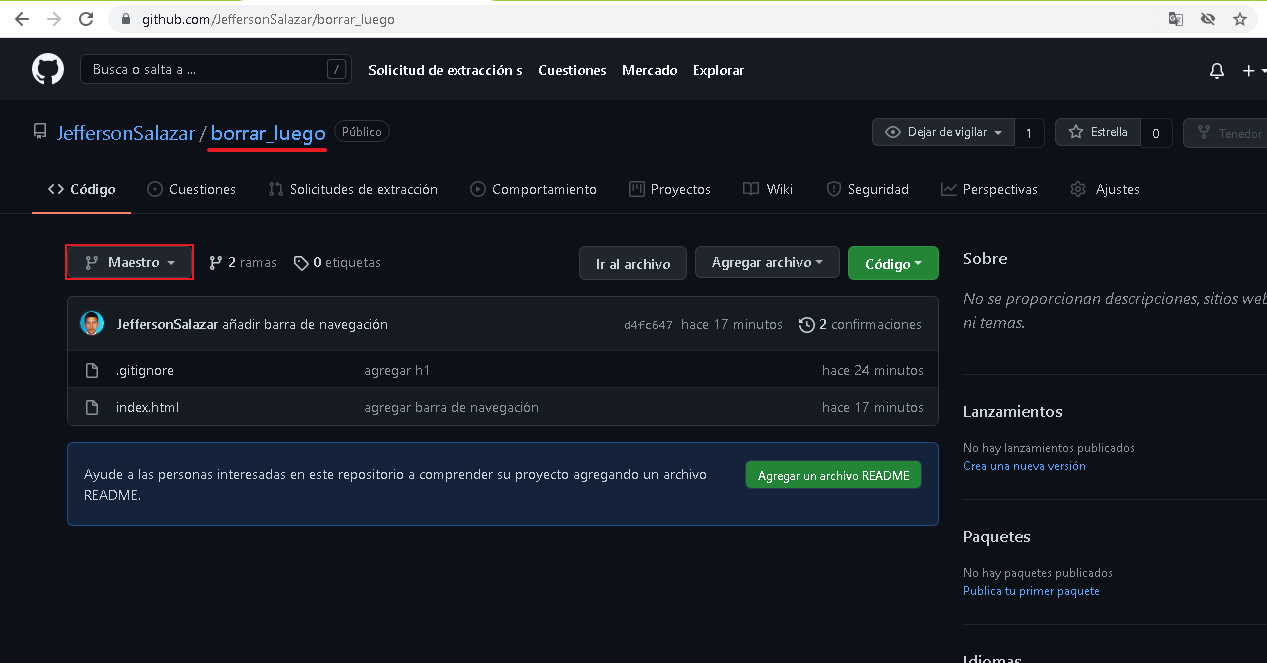 github.com/JeffersonSalazar/borrar_luego
Busca o salta a ... /
Solicitud de extracción s Cuestiones Mercado Explorar
JeffersonSalazar / borrar_luego Público
Dejar de vigilar 1 Estrella 0 Tenedor
Código Cuestiones Solicitudes de extracción Comportamiento Proyectos Wiki Seguridad Perspectivas Ajustes
Maestro 2 ramas 0 etiquetas Ir al archivo Agregar archivo Código
JeffersonSalazar añadir barra de navegación d4fc647 hace 17 minutos 2 confirmaciones
.gitignore agregar h1 hace 24 minutos
index.html agregar barra de navegación hace 17 minutos
Ayude a las personas interesadas en este repositorio a comprender su proyecto agregando un archivo
README.
Agregar un archivo README
Sobre
No se proporcionan descripciones, sitios web
ni temas.
Lanzamientos
No hay lanzamientos publicados
Crea una nueva versión
Paquetes
No hay paquetes publicados
Publica tu primer paquete
Idiomas